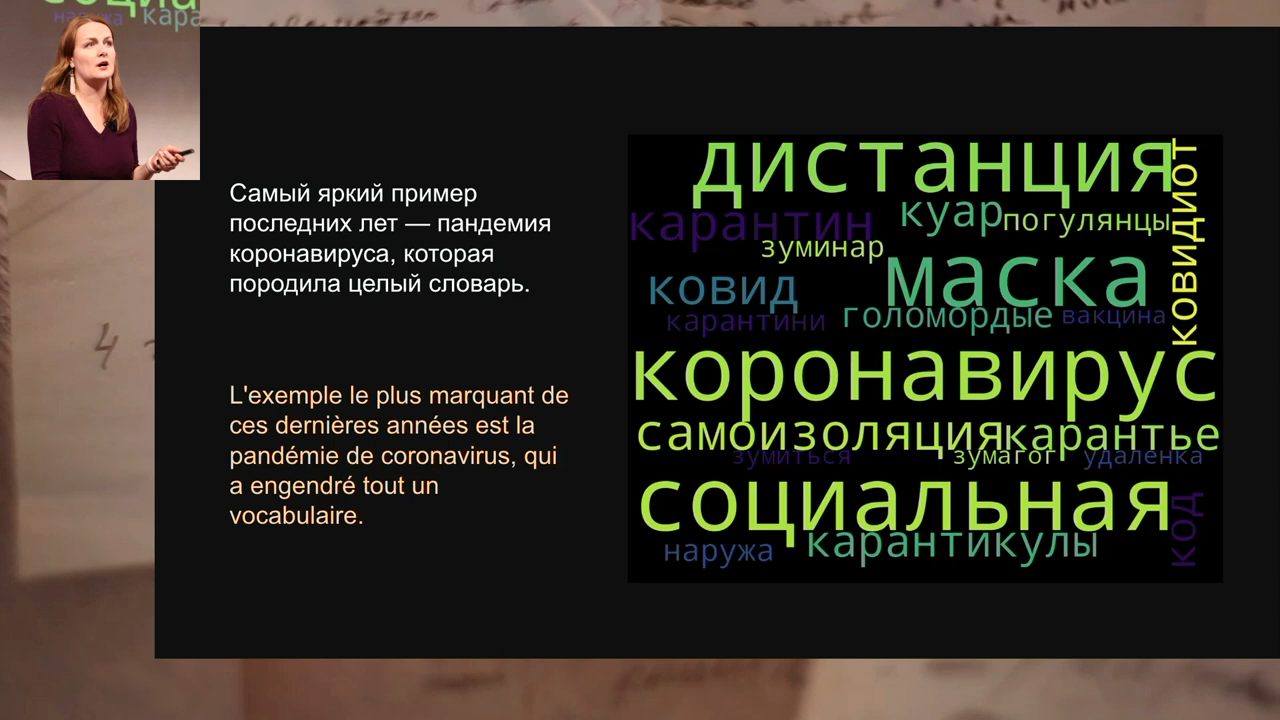 Самый яркий пример
последних лет — пандемия
коронавируса, которая
породила целый словарь.
L'exemple le plus marquant de
ces dernières années est la
pandémie de coronavirus, qui
a engendré tout un
vocabulaire.
дистанция
ковидиот
карантин
куар
погулянцы
зуминар
маска
ковид
карантини
голомордые
вакцина
коронавирус
самоизоляция
карантье
зумиться
зумагог
удаленка
социальная
код
наружа
карантикулы